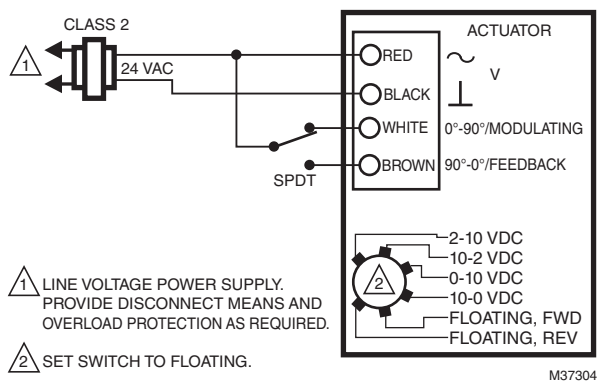 CLASS 2
24 VAC
1
ACTUATOR
RED
V
BLACK
WHITE 0°-90°/MODULATING
BROWN 90°-0°/FEEDBACK
SPDT
2-10 VDC
10-2 VDC
0-10 VDC
10-0 VDC
FLOATING, FWD
FLOATING, REV
2
1 LINE VOLTAGE POWER SUPPLY.
PROVIDE DISCONNECT MEANS AND
OVERLOAD PROTECTION AS REQUIRED.
2 SET SWITCH TO FLOATING.
M37304